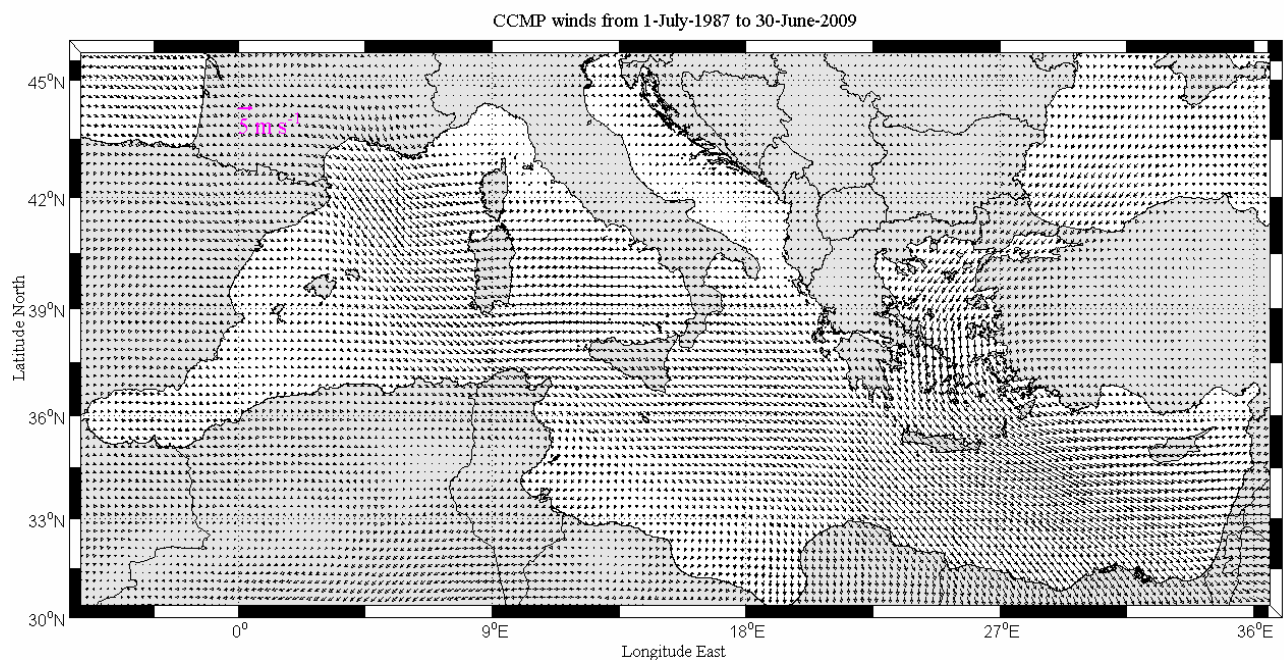 CCMP winds from 1-July-1987 to 30-June-2009
45°N
5 m s⁻¹
42°N
39°N
Latitude North
36°N
33°N
30°N
0°
9°E
18°E
27°E
36°E
Longitude East